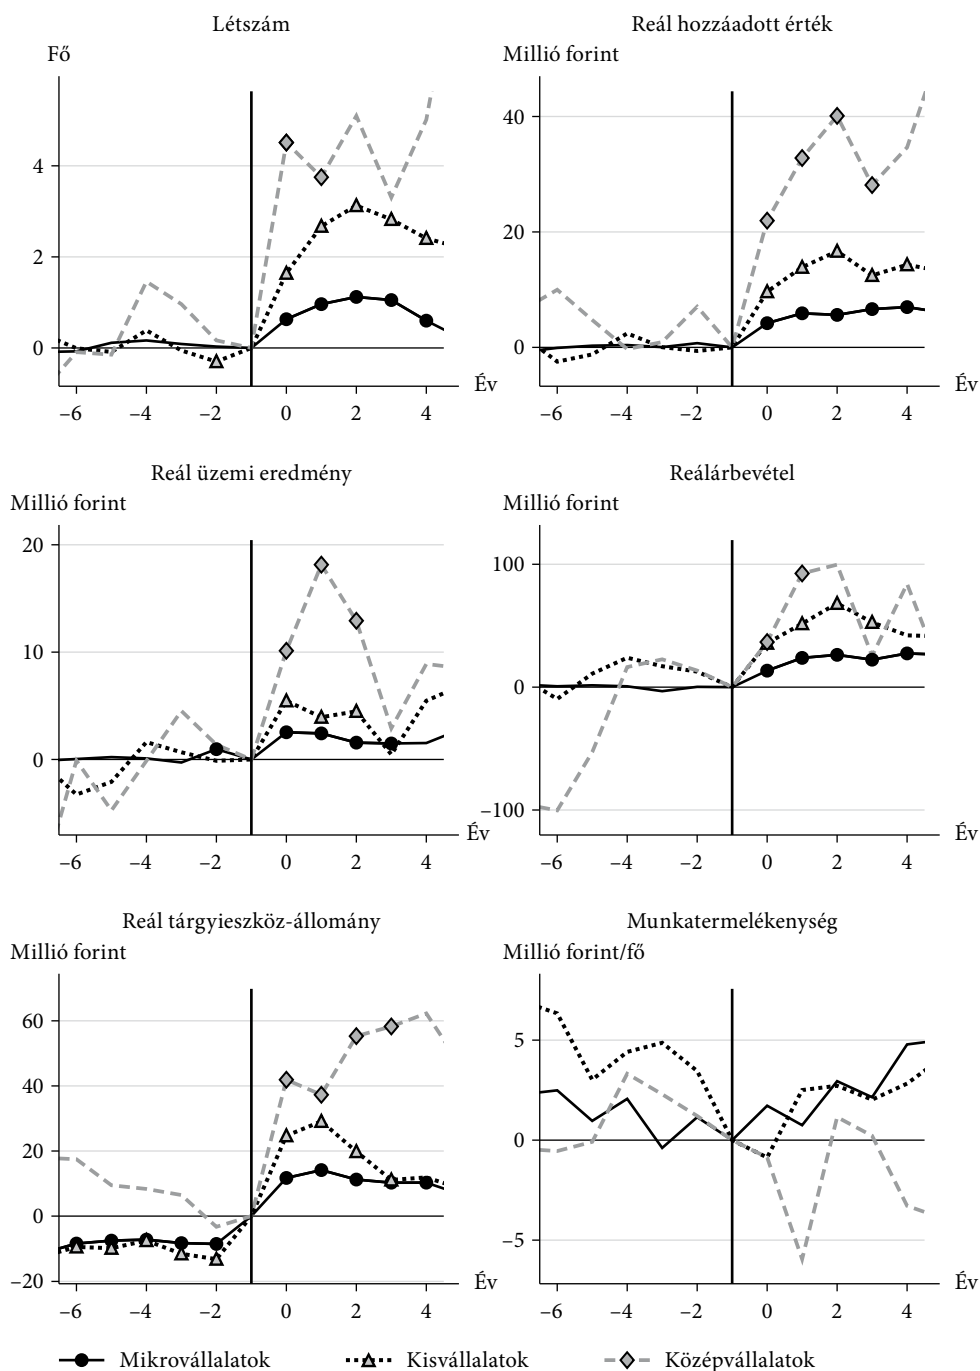 Létszám
Fő
4
2
0
–6 –4 –2 0 2 4
Év
Reál hozzáadott érték
Millió forint
40
20
0
–6 –4 –2 0 2 4
Év
Reál üzemi eredmény
Millió forint
20
10
0
–6 –4 –2 0 2 4
Év
Reálárbevétel
Millió forint
100
0
–100
–6 –4 –2 0 2 4
Év
Reál tárgyieszköz-állomány
Millió forint
60
40
20
0
–20
–6 –4 –2 0 2 4
Év
Munkatermelékenység
Millió forint/fő
5
0
–5
–6 –4 –2 0 2 4
Év
Mikrovállalatok Kisvállalatok Középvállalatok